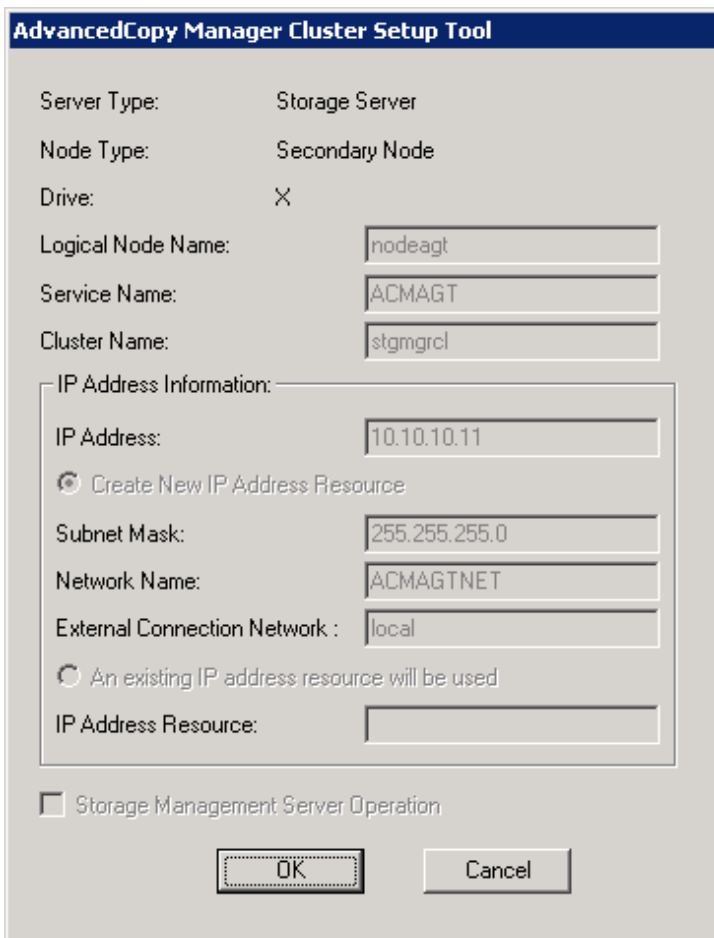 AdvancedCopy Manager Cluster Setup Tool
Server Type: Storage Server
Node Type: Secondary Node
Drive: X
Logical Node Name: nodeagt
Service Name: ACMAGT
Cluster Name: stgmgrcl
IP Address Information:
IP Address: 10.10.10.11
Create New IP Address Resource
Subnet Mask: 255.255.255.0
Network Name: ACMAGTNET
External Connection Network : local
An existing IP address resource will be used
IP Address Resource:
Storage Management Server Operation
OK Cancel